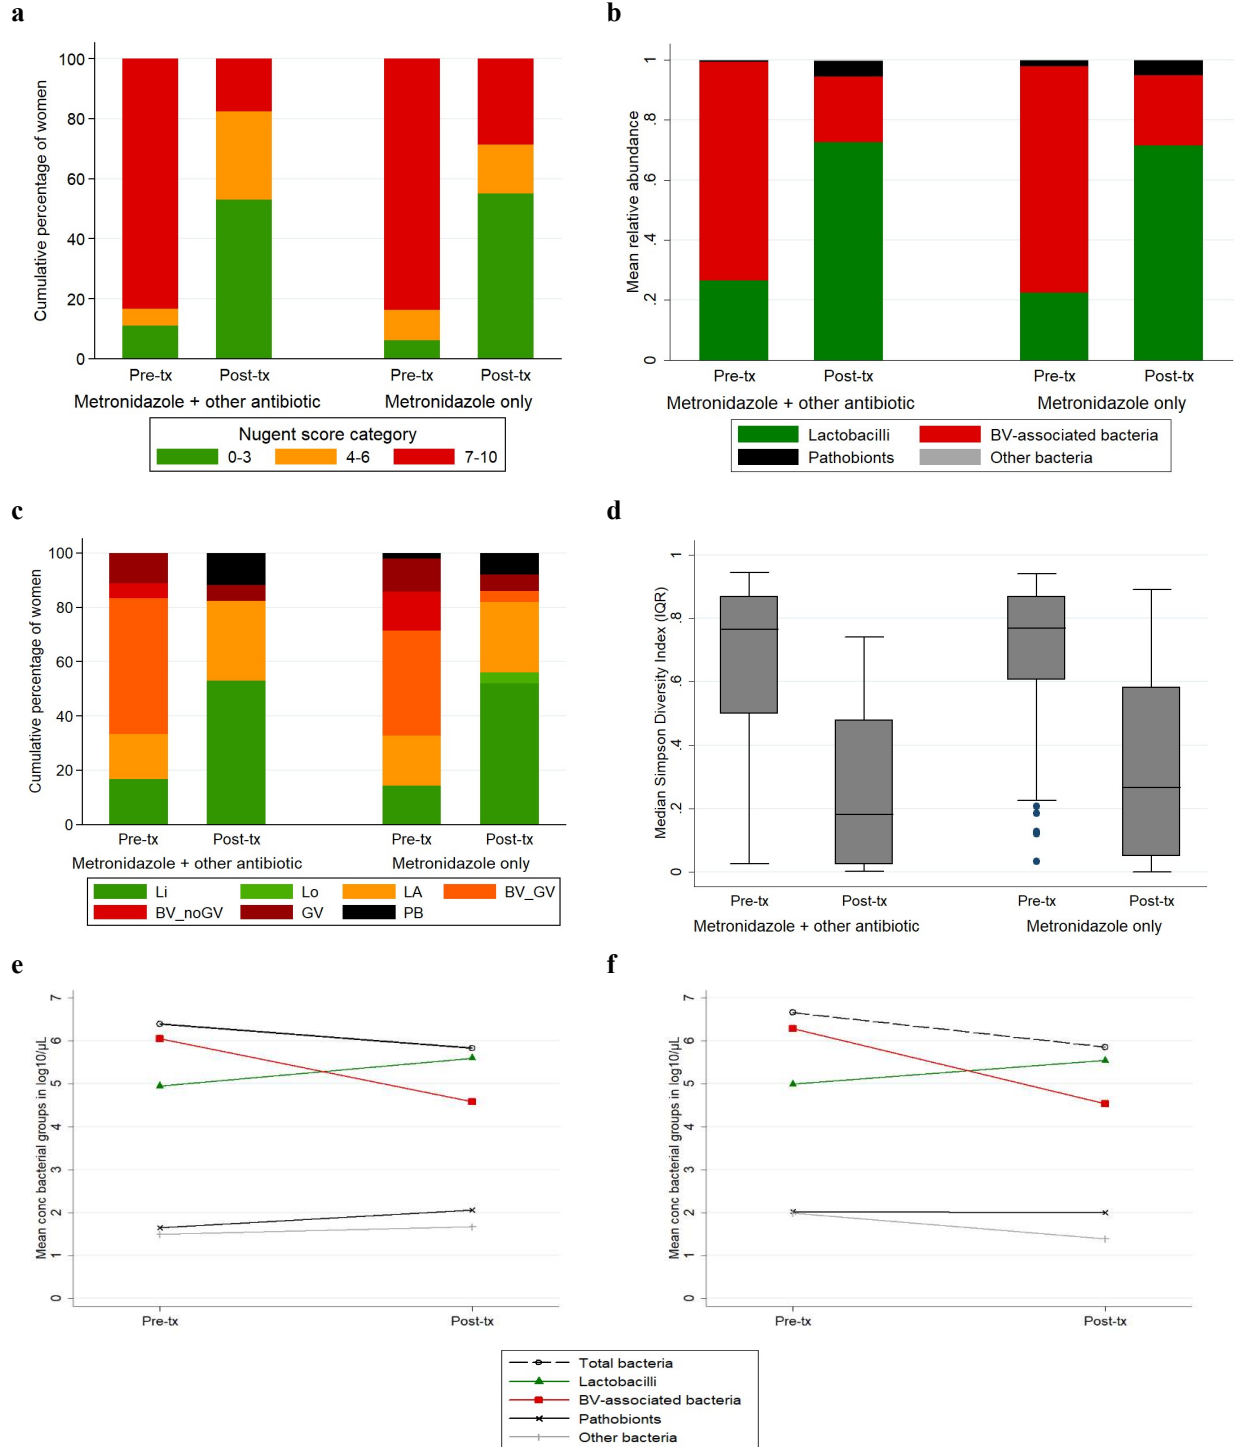 a
Cumulative percentage of women
100
80
60
40
20
0
Pre-tx Post-tx Pre-tx Post-tx
Metronidazole + other antibiotic Metronidazole only
Nugent score category
0-3 4-6 7-10
b
Mean relative abundance
1
.8
.6
.4
.2
0
Pre-tx Post-tx Pre-tx Post-tx
Metronidazole + other antibiotic Metronidazole only
Lactobacilli BV-associated bacteria
Pathobionts Other bacteria
c
Cumulative percentage of women
100
80
60
40
20
0
Pre-tx Post-tx Pre-tx Post-tx
Metronidazole + other antibiotic Metronidazole only
Li Lo LA BV_GV
BV_noGV GV PB
d
Median Simpson Diversity Index (IQR)
1
.8
.6
.4
.2
0
Pre-tx Post-tx Pre-tx Post-tx
Metronidazole + other antibiotic Metronidazole only
e
Mean conc bacterial groups in log10/µL
7
6
5
4
3
2
1
0
Pre-tx Post-tx
f
Mean conc bacterial groups in log10/µL
7
6
5
4
3
2
1
0
Pre-tx Post-tx
Total bacteria
Lactobacilli
BV-associated bacteria
Pathobionts
Other bacteria